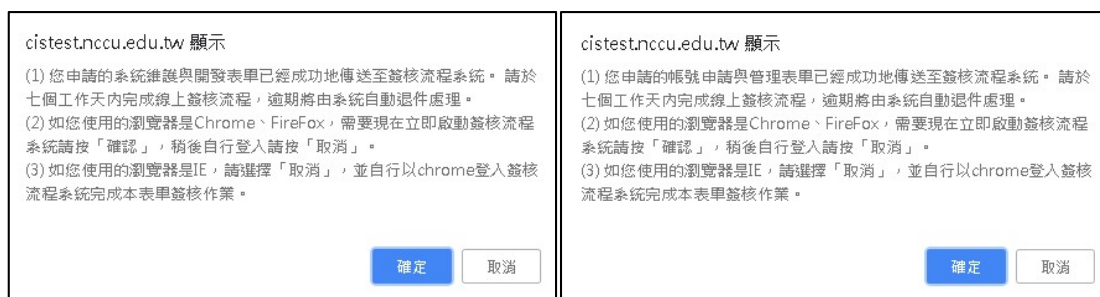 cistest.nccu.edu.tw 顯示
(1) 您申請的系統維護與開發表單已經成功地傳送至簽核流程系統。 請於
七個工作天內完成線上簽核流程，逾期將由系統自動退件處理。
(2) 如您使用的瀏覽器是Chrome、FireFox，需要現在立即啟動簽核流程
系統請按「確認」，稍後自行登入請按「取消」。
(3) 如您使用的瀏覽器是IE，請選擇「取消」，並自行以chrome登入簽核
流程系統完成本表單簽核作業。
確定
取消
cistest.nccu.edu.tw 顯示
(1) 您申請的帳號申請與管理表單已經成功地傳送至簽核流程系統。 請於
七個工作天內完成線上簽核流程，逾期將由系統自動退件處理。
(2) 如您使用的瀏覽器是Chrome、FireFox，需要現在立即啟動簽核流程
系統請按「確認」，稍後自行登入請按「取消」。
(3) 如您使用的瀏覽器是IE，請選擇「取消」，並自行以chrome登入簽核
流程系統完成本表單簽核作業。
確定
取消